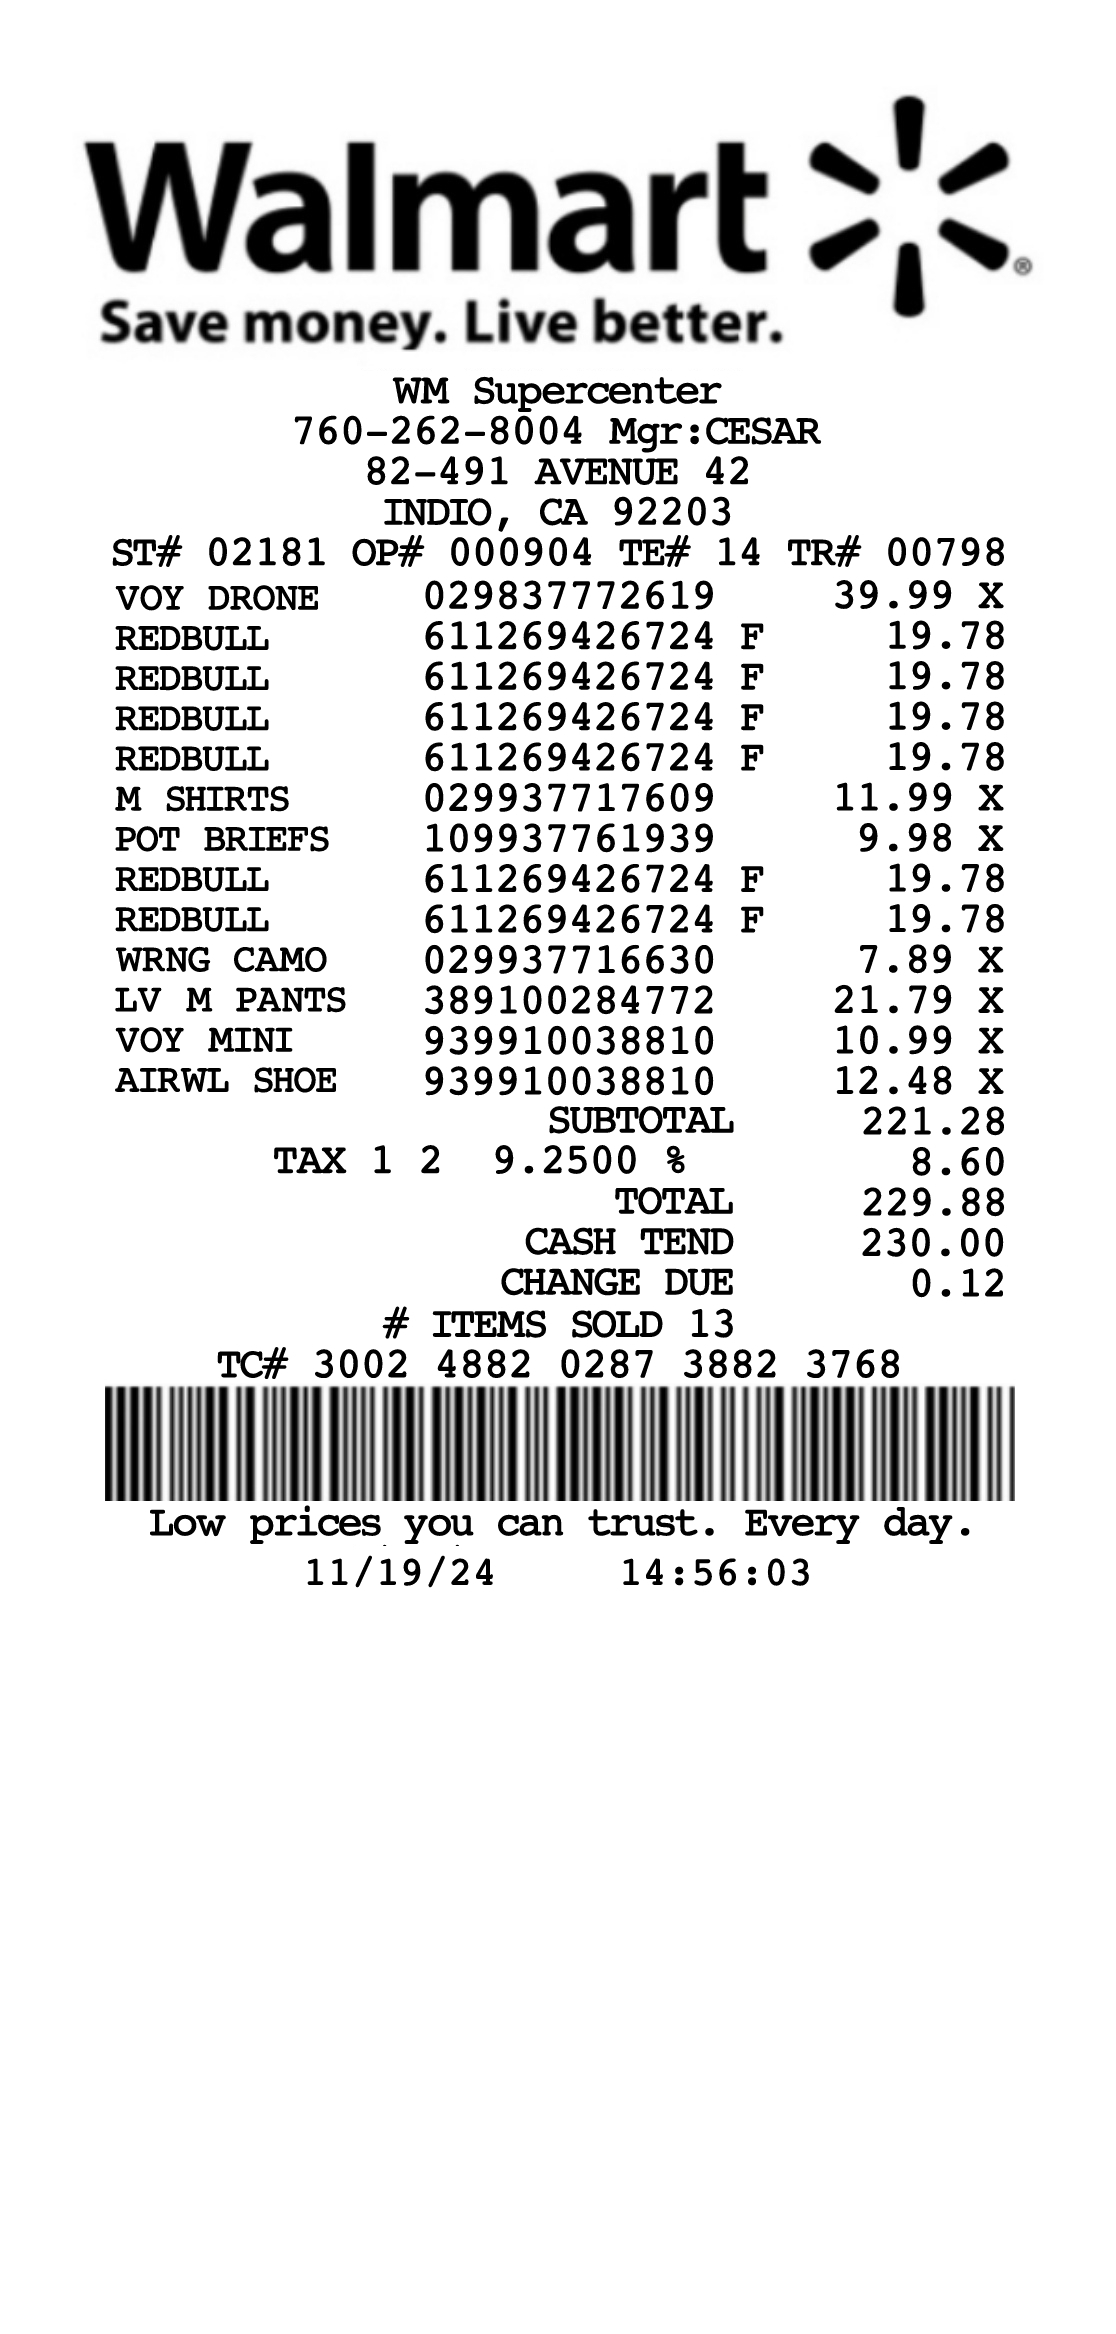 Walmart ®
Save money. Live better.
WM Supercenter
760-262-8004 Mgr:CESAR
82-491 AVENUE 42
INDIO, CA 92203
ST# 02181 OP# 000904 TE# 14 TR# 00798
VOY DRONE 029837772619 39.99 X
REDBULL 611269426724 F 19.78
REDBULL 611269426724 F 19.78
REDBULL 611269426724 F 19.78
REDBULL 611269426724 F 19.78
M SHIRTS 029937717609 11.99 X
POT BRIEFS 109937761939 9.98 X
REDBULL 611269426724 F 19.78
REDBULL 611269426724 F 19.78
WRNG CAMO 029937716630 7.89 X
LV M PANTS 389100284772 21.79 X
VOY MINI 939910038810 10.99 X
AIRWL SHOE 939910038810 12.48 X
SUBTOTAL 221.28
TAX 1 2 9.2500 % 8.60
TOTAL 229.88
CASH TEND 230.00
CHANGE DUE 0.12
# ITEMS SOLD 13
TC# 3002 4882 0287 3882 3768
Low prices you can trust. Every day.
11/19/24 14:56:03